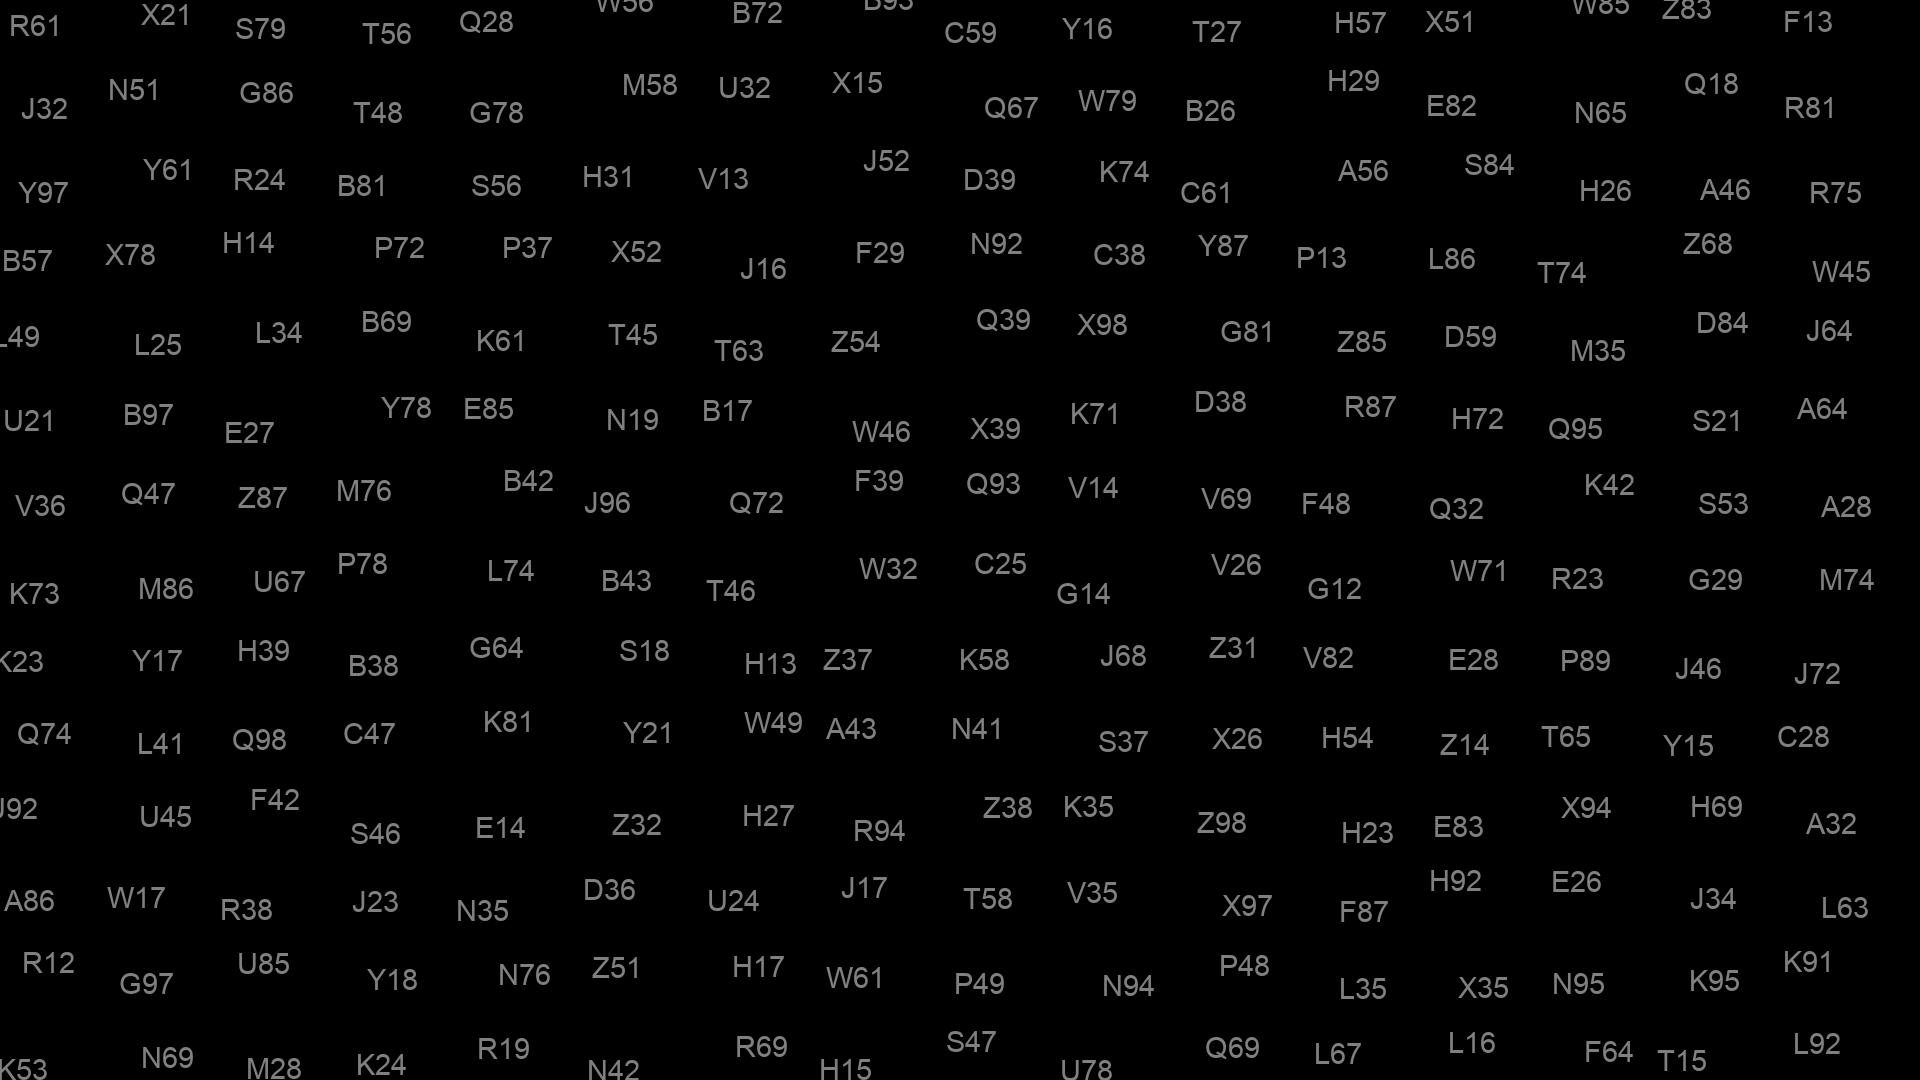 R61 X21 S79 T56 Q28 W56 B72 B93 C59 Y16 T27 H57 X51 W85 Z83 F13
J32 N51 G86 T48 G78 M58 U32 X15 Q67 W79 B26 H29 E82 N65 Q18 R81
Y97 Y61 R24 B81 S56 H31 V13 J52 D39 K74 C61 A56 S84 H26 A46 R75
B57 X78 H14 P72 P37 X52 J16 F29 N92 C38 Y87 P13 L86 T74 Z68 W45
L49 L25 L34 B69 K61 T45 T63 Z54 Q39 X98 G81 Z85 D59 M35 D84 J64
U21 B97 E27 Y78 E85 N19 B17 W46 X39 K71 D38 R87 H72 Q95 S21 A64
V36 Q47 Z87 M76 B42 J96 Q72 F39 Q93 V14 V69 F48 Q32 K42 S53 A28
K73 M86 U67 P78 L74 B43 T46 W32 C25 G14 V26 G12 W71 R23 G29 M74
K23 Y17 H39 B38 G64 S18 H13 Z37 K58 J68 Z31 V82 E28 P89 J46 J72
Q74 L41 Q98 C47 K81 Y21 W49 A43 N41 S37 X26 H54 Z14 T65 Y15 C28
U45 F42 S46 E14 Z32 H27 R94 Z38 K35 Z98 H23 E83 X94 H69 A32
A86 W17 R38 J23 N35 D36 U24 J17 T58 V35 X97 F87 H92 E26 J34 L63
R12 G97 U85 Y18 N76 Z51 H17 W61 P49 N94 P48 L35 X35 N95 K95 K91
K53 N69 M28 K24 R19 N42 R69 H15 S47 U78 Q69 L67 L16 F64 T15 L92